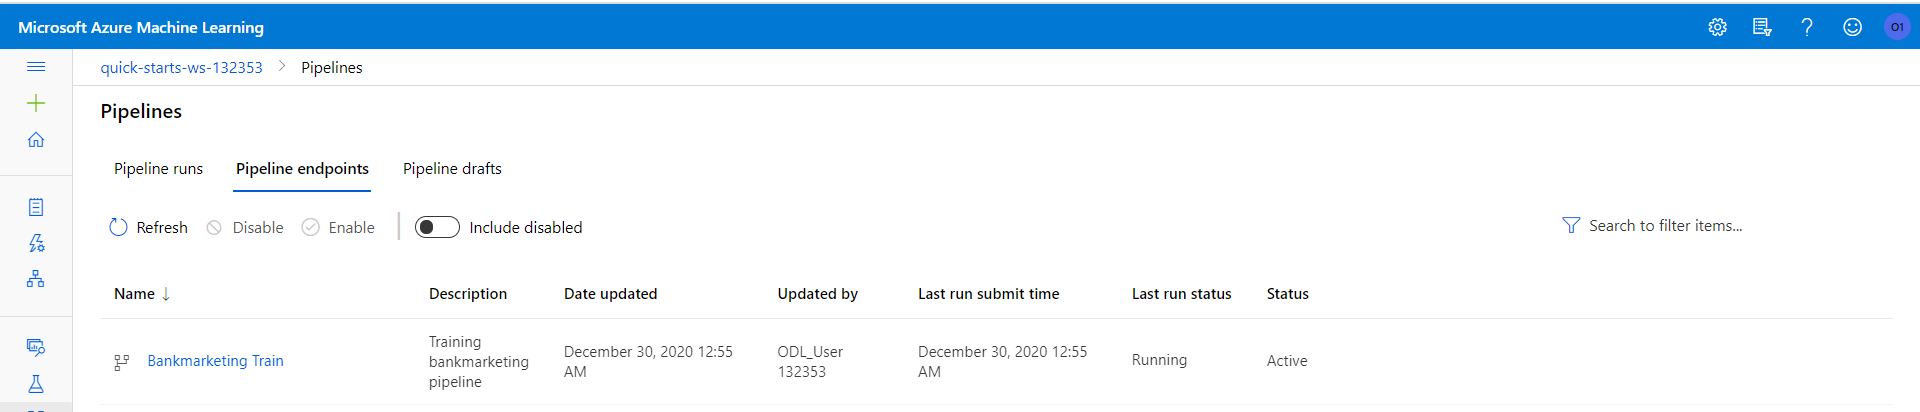 Microsoft Azure Machine Learning
O1
quick-starts-ws-132353 > Pipelines
Pipelines
Pipeline runs Pipeline endpoints Pipeline drafts
Refresh Disable Enable Include disabled Search to filter items...
Name ↓ Description Date updated Updated by Last run submit time Last run status Status
Bankmarketing Train
Training
bankmarketing
pipeline
December 30, 2020 12:55
AM
ODL_User
132353
December 30, 2020 12:55
AM
Running
Active